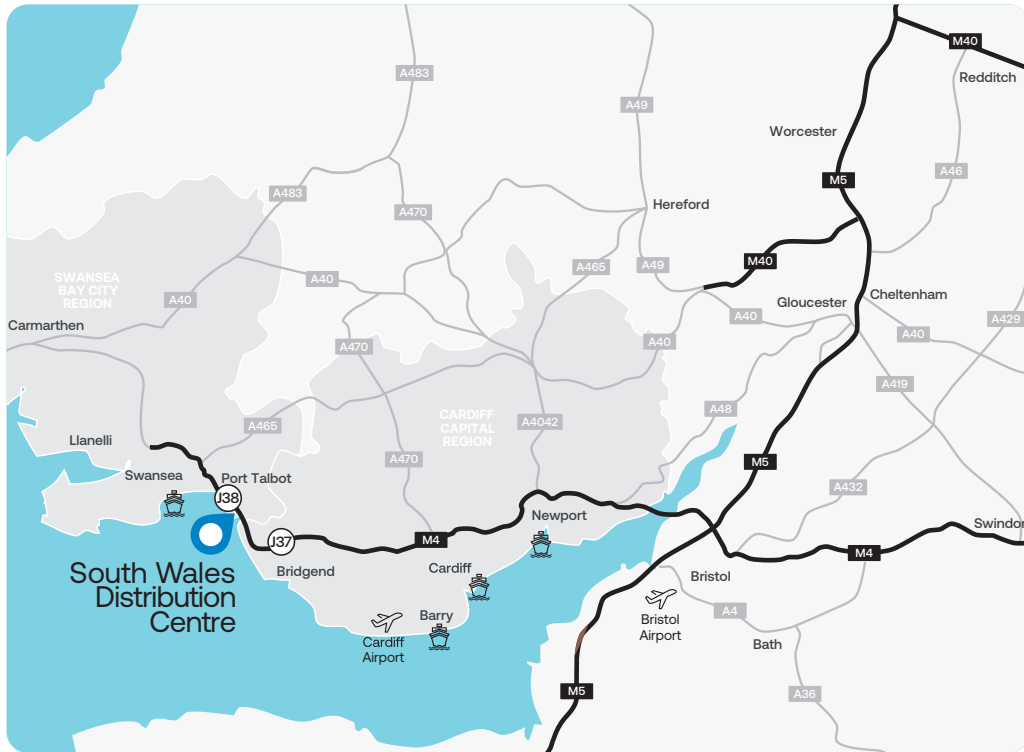 A483
A49
M40
Redditch
Worcester
M5
A46
A483
A470
Hereford
A465
A49
M40
SWANSEA
BAY CITY
REGION
A40
A40
Carmarthen
Gloucester
Cheltenham
A40
A429
A40
A470
A40
A419
A48
CARDIFF
CAPITAL
REGION
A4042
A465
Llanelli
A470
M5
Swansea
Port Talbot
J38
A432
Newport
Swindon
J37
M4
M4
Bridgend
Cardiff
Bristol
South Wales
Distribution
Centre
Barry
Cardiff
Airport
Bristol
Airport
A4
Bath
M5
A36